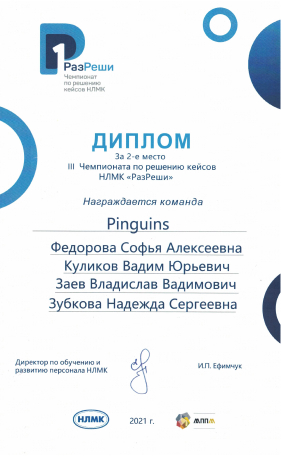 1
РазРеши
Чемпионат
по решению
кейсов НЛМК
ДИПЛОМ
За 2-е место
III Чемпионата по решению кейсов
НЛМК «РазРеши»
Награждается команда
Pinguins
Федорова Софья Алексеевна
Куликов Вадим Юрьевич
Заев Владислав Вадимович
Зубкова Надежда Сергеевна
Директор по обучению и
развитию персонала НЛМК
И.П. Ефимчук
НЛМК
2021 г.